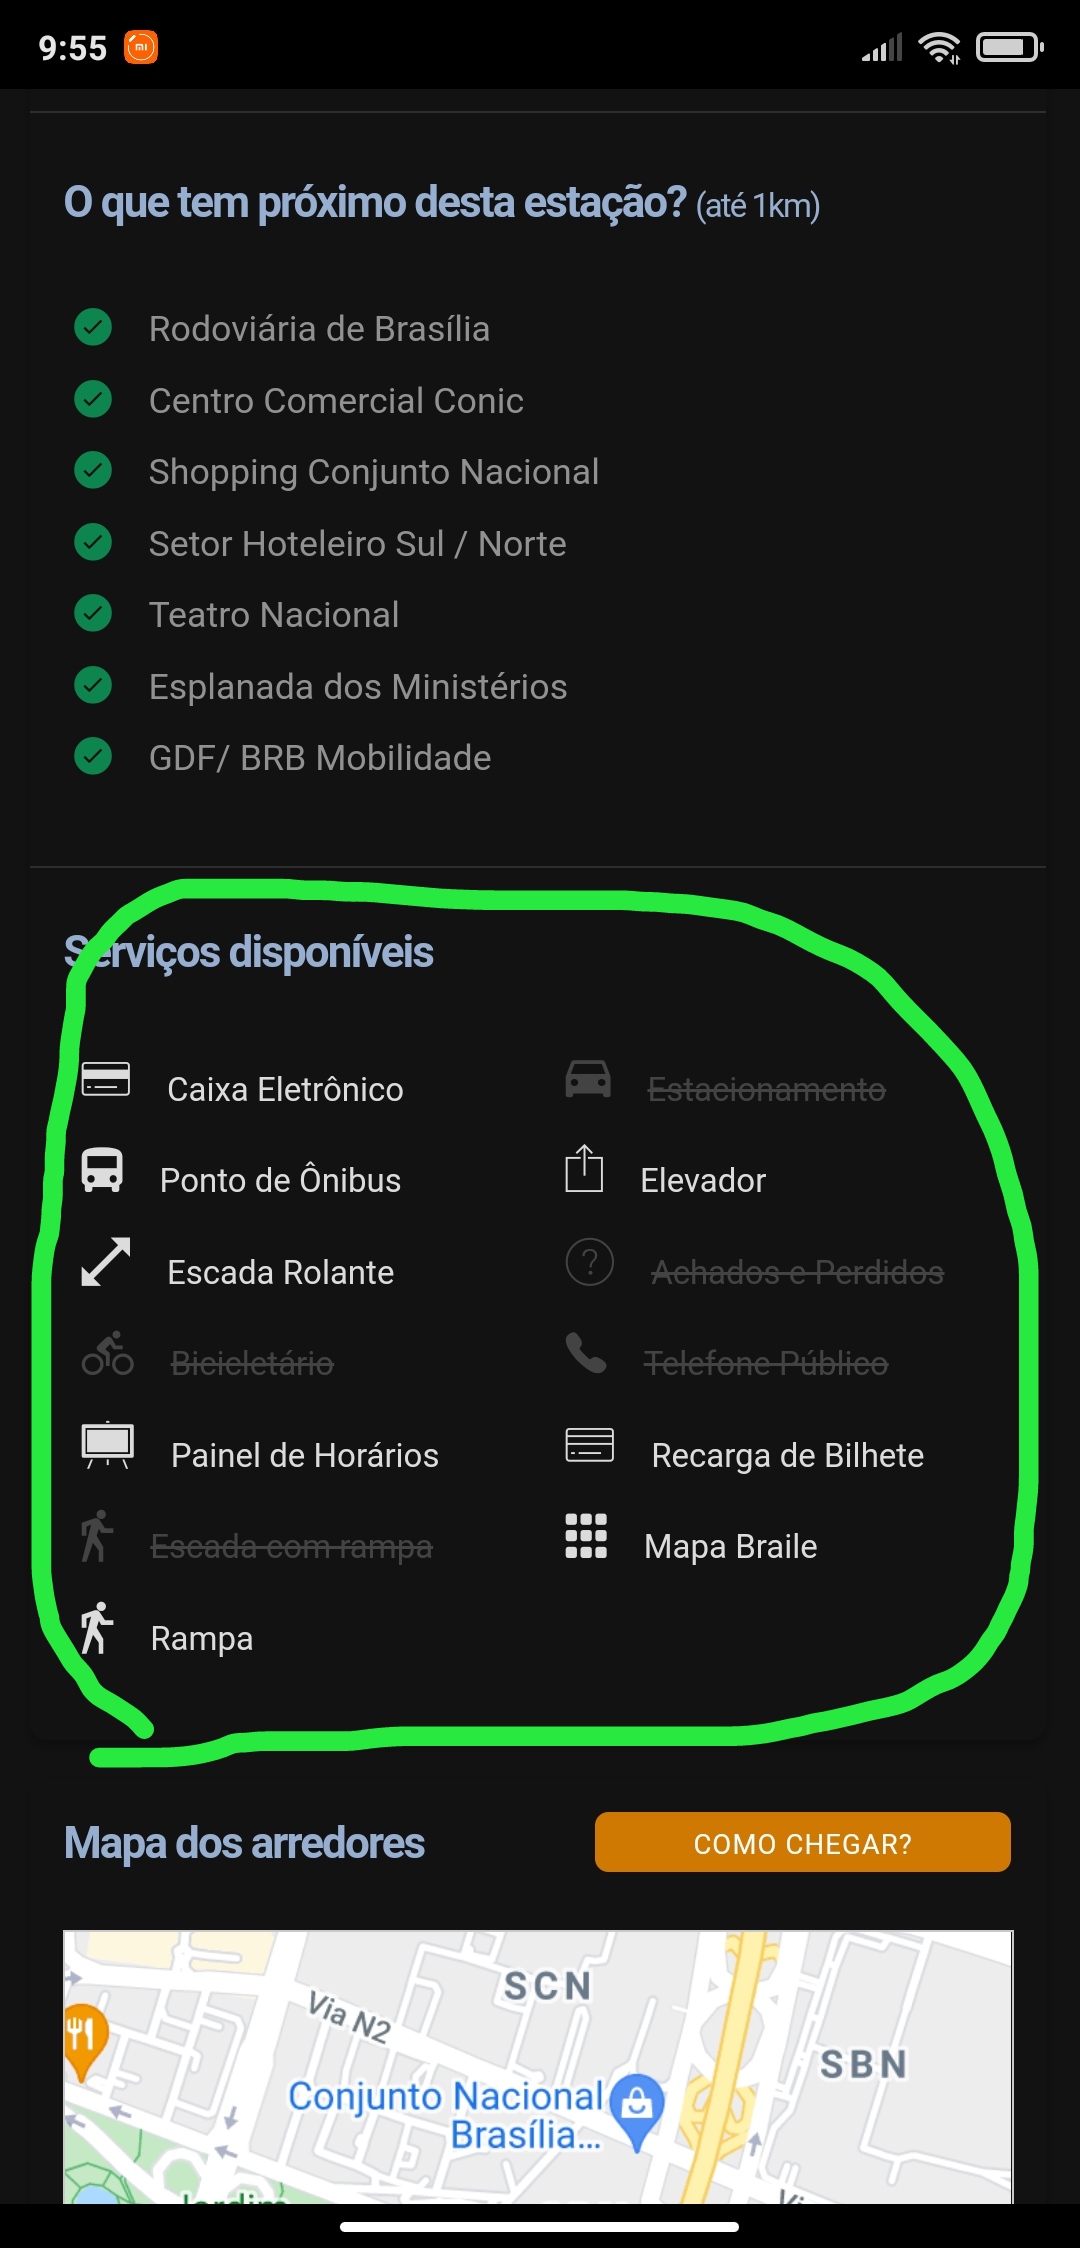 9:55
O que tem próximo desta estação? (até 1km)
Rodoviária de Brasília
Centro Comercial Conic
Shopping Conjunto Nacional
Setor Hoteleiro Sul / Norte
Teatro Nacional
Esplanada dos Ministérios
GDF/ BRB Mobilidade
Serviços disponíveis
Caixa Eletrônico
Estacionamento
Ponto de Ônibus
Elevador
Escada Rolante
Achados e Perdidos
Bicicletário
Telefone Público
Painel de Horários
Recarga de Bilhete
Escada com rampa
Mapa Braile
Rampa
Mapa dos arredores
COMO CHEGAR?
SCN
Via N2
SBN
Conjunto Nacional
Brasília...